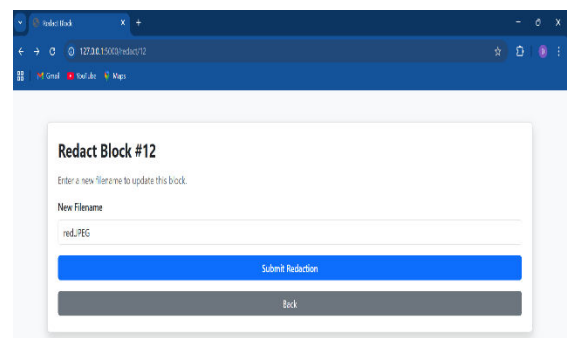 Redact Block
127.0.0.1:5000/redact/12
Gmail YouTube Maps
Redact Block #12
Enter a new filename to update this block.
New Filename
red.JPEG
Submit Redaction
Back